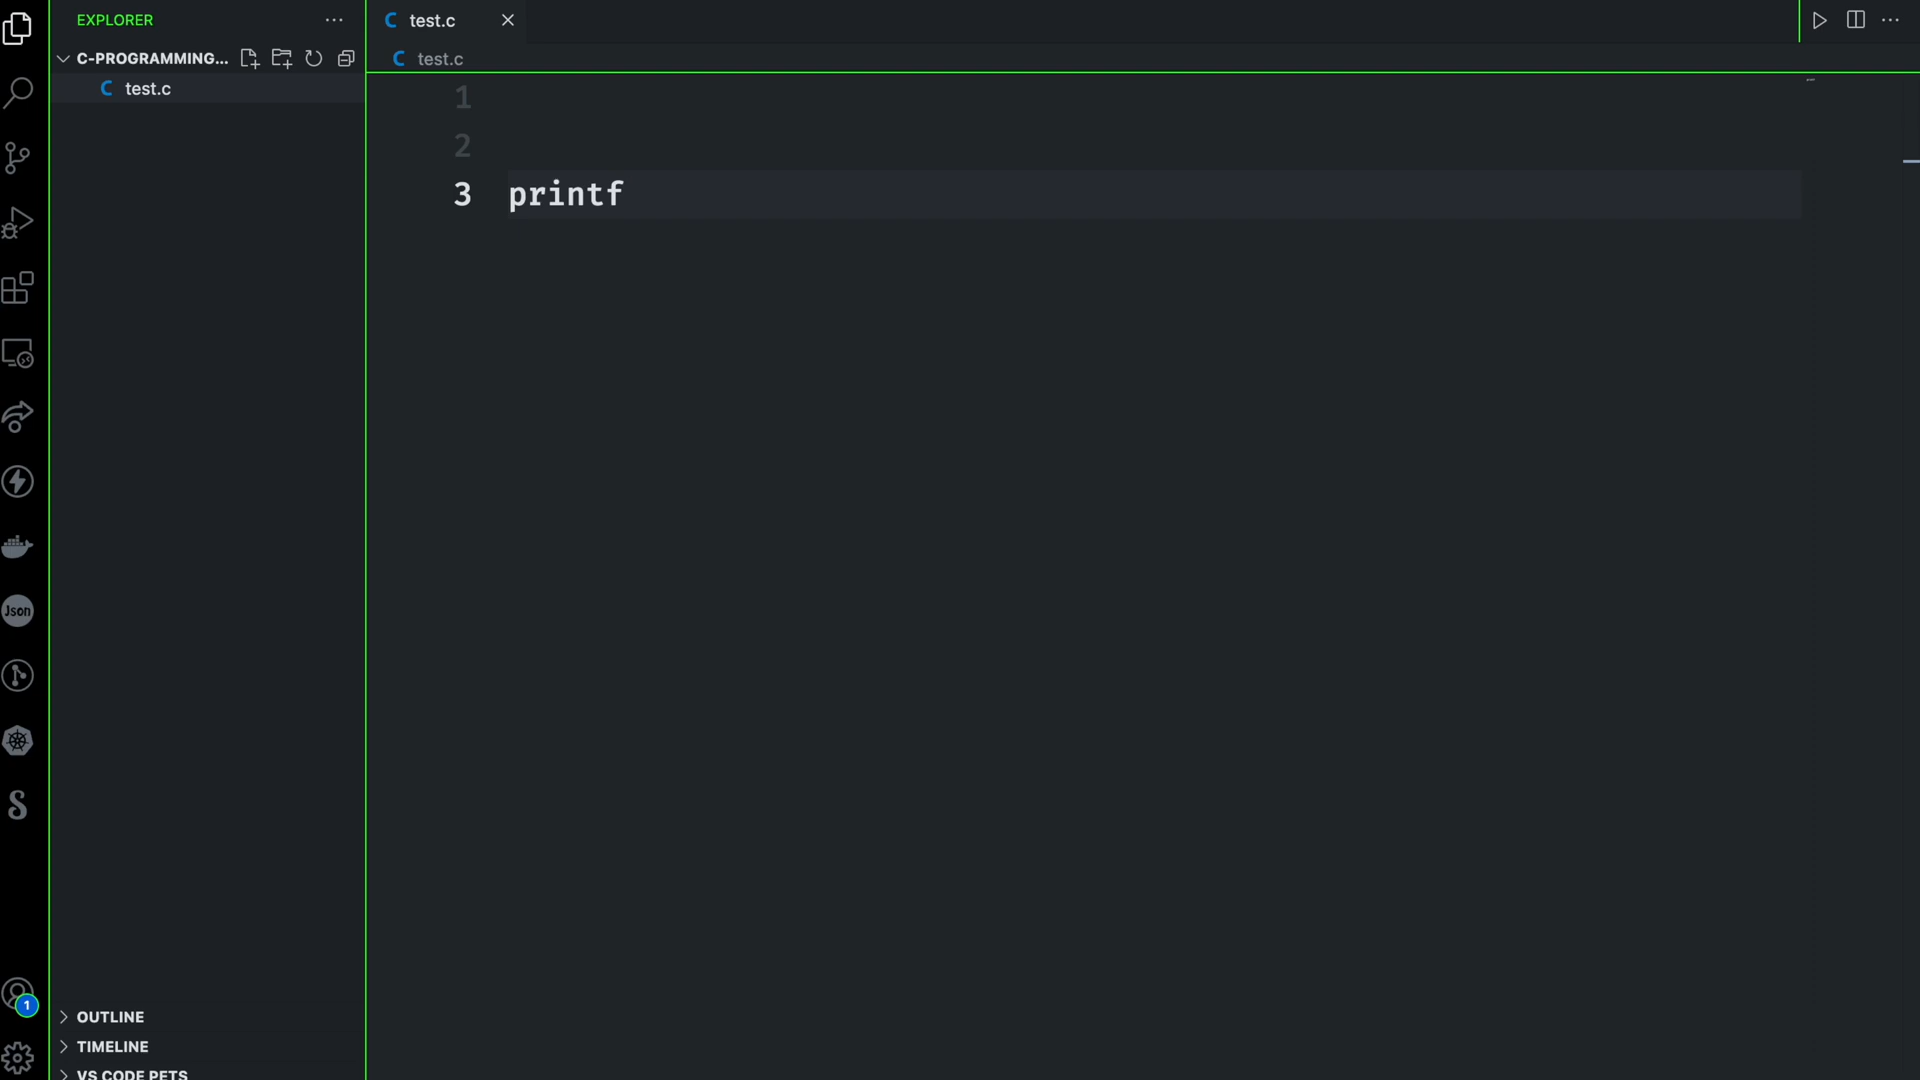 EXPLORER
C-PROGRAMMING...
C test.c
C test.c
C test.c
1
2
3 printf
Json
1
OUTLINE
TIMELINE
VS CODE PETS